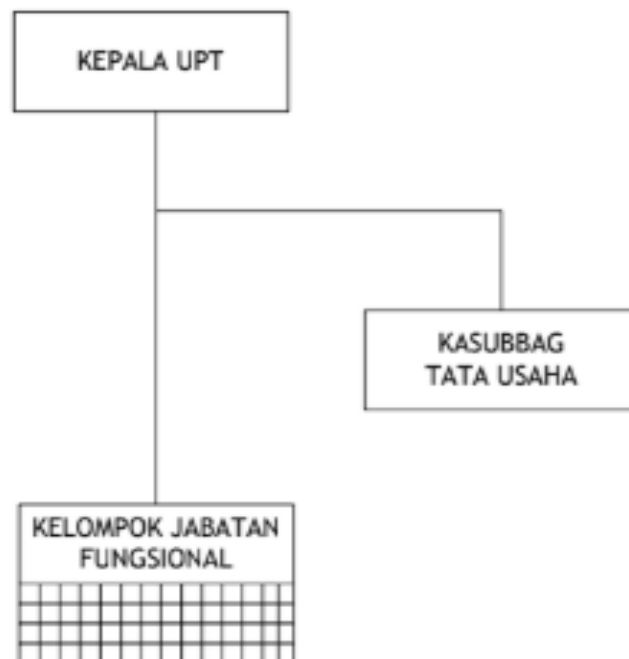 KEPALA UPT
KASUBBAG
TATA USAHA
KELOMPOK JABATAN
FUNGSIONAL